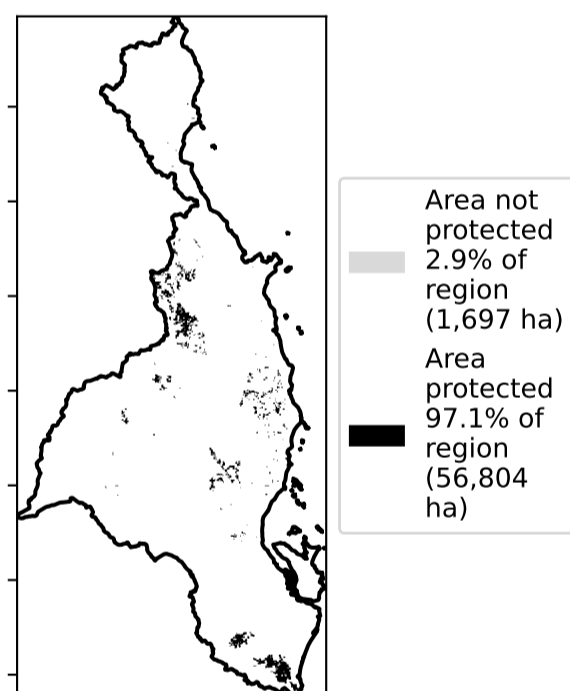 Area not
protected
2.9% of
region
(1,697 ha)
Area
protected
97.1% of
region
(56,804
ha)